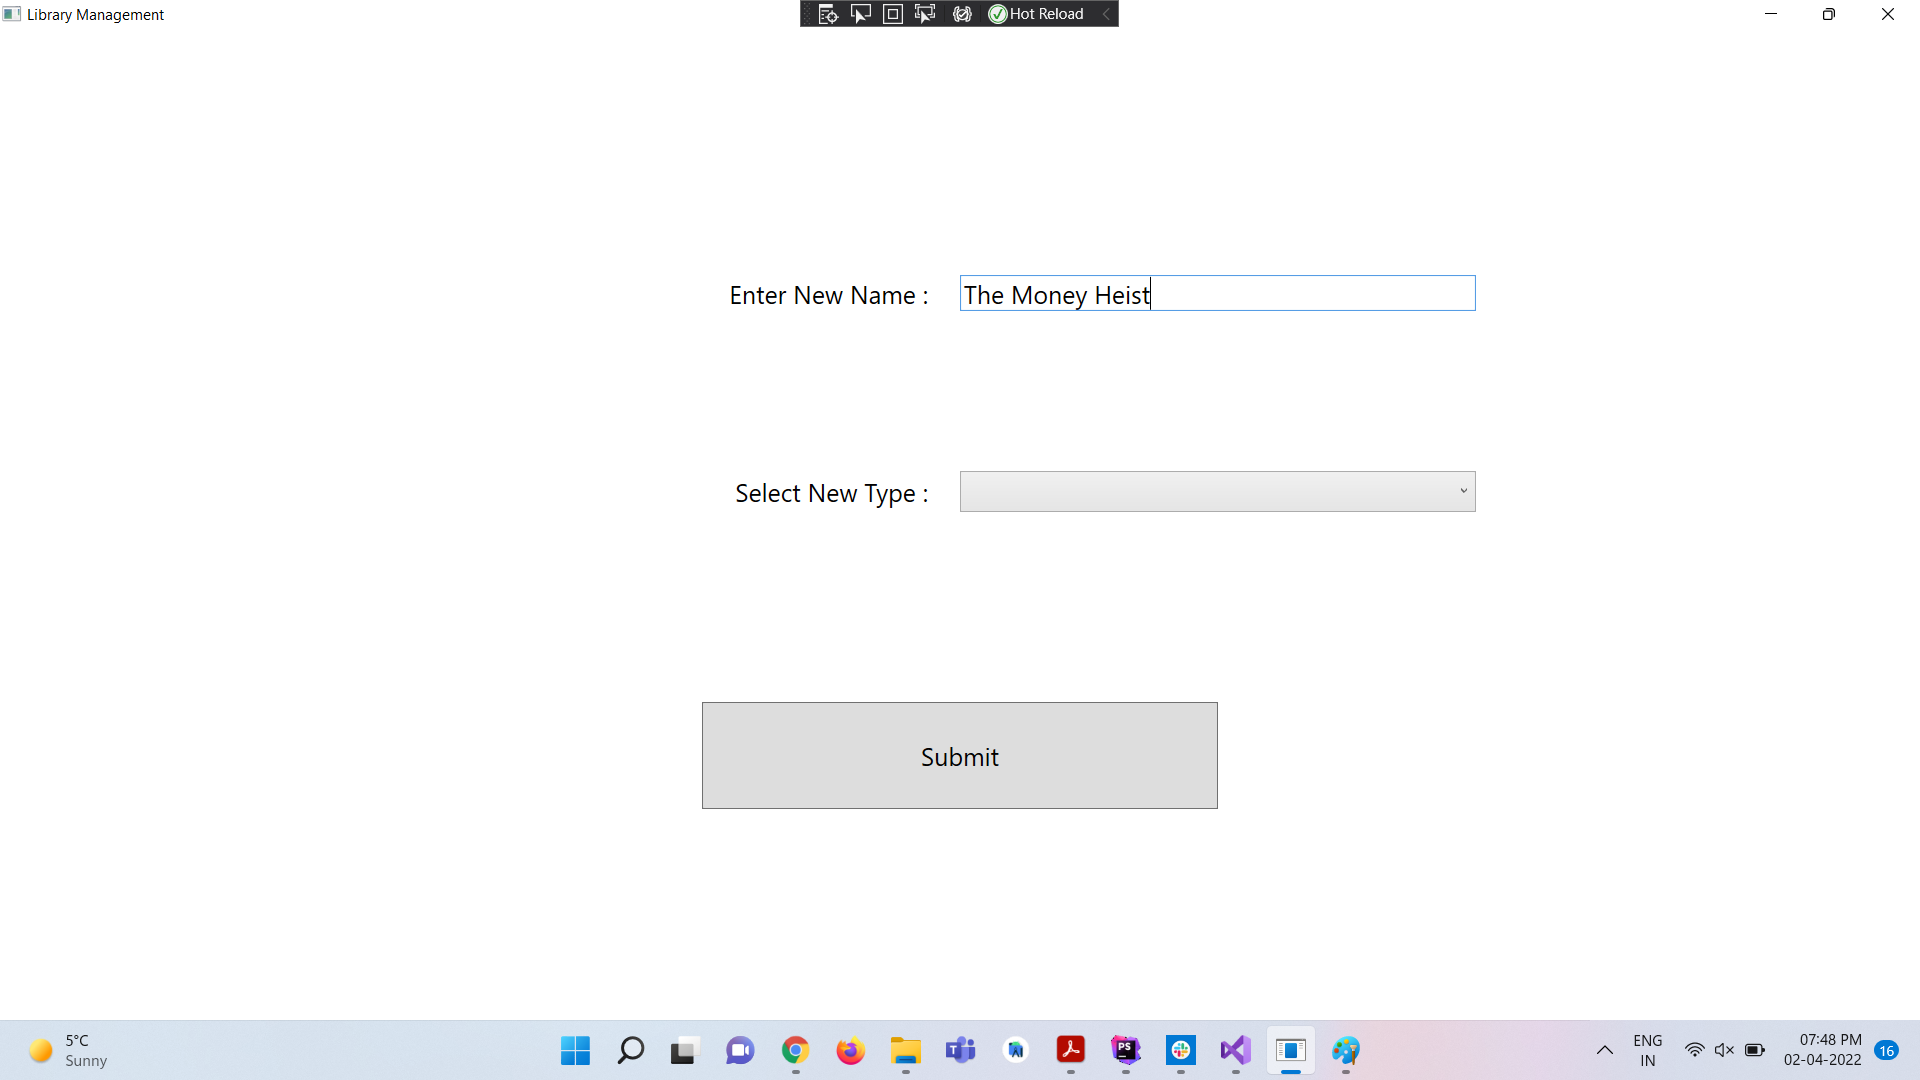 Library Management
Hot Reload
Enter New Name :
The Money Heist
Select New Type :
Submit
5°C
Sunny
PS
ENG
IN
07:48 PM
02-04-2022
16